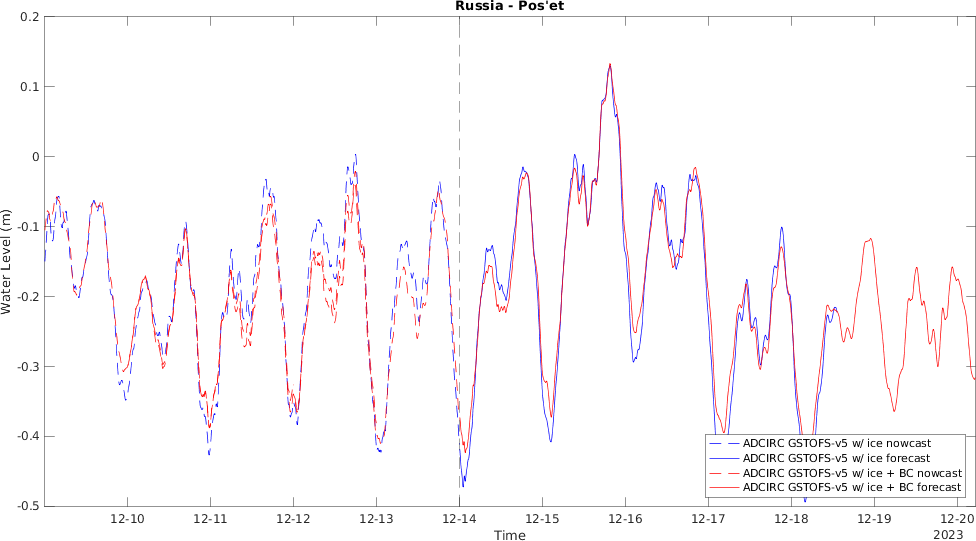 Russia - Pos'et
0.2
0.1
0
-0.1
-0.2
-0.3
-0.4
-0.5
Water Level (m)
ADCIRC GSTOFS-v5 w/ ice nowcast
ADCIRC GSTOFS-v5 w/ ice forecast
ADCIRC GSTOFS-v5 w/ ice + BC nowcast
ADCIRC GSTOFS-v5 w/ ice + BC forecast
12-10 12-11 12-12 12-13 12-14 12-15 12-16 12-17 12-18 12-19 12-20
Time
2023